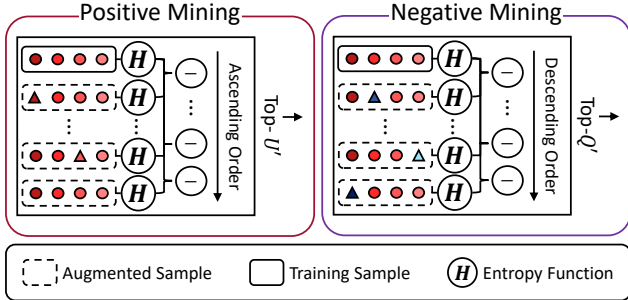 Positive Mining
H
H
H
H
...
...
...
−
−
−
Ascending Order
Top- U'
Negative Mining
H
H
H
H
...
...
...
−
−
−
Descending Order
Top-Q'
Augmented Sample
Training Sample
H Entropy Function